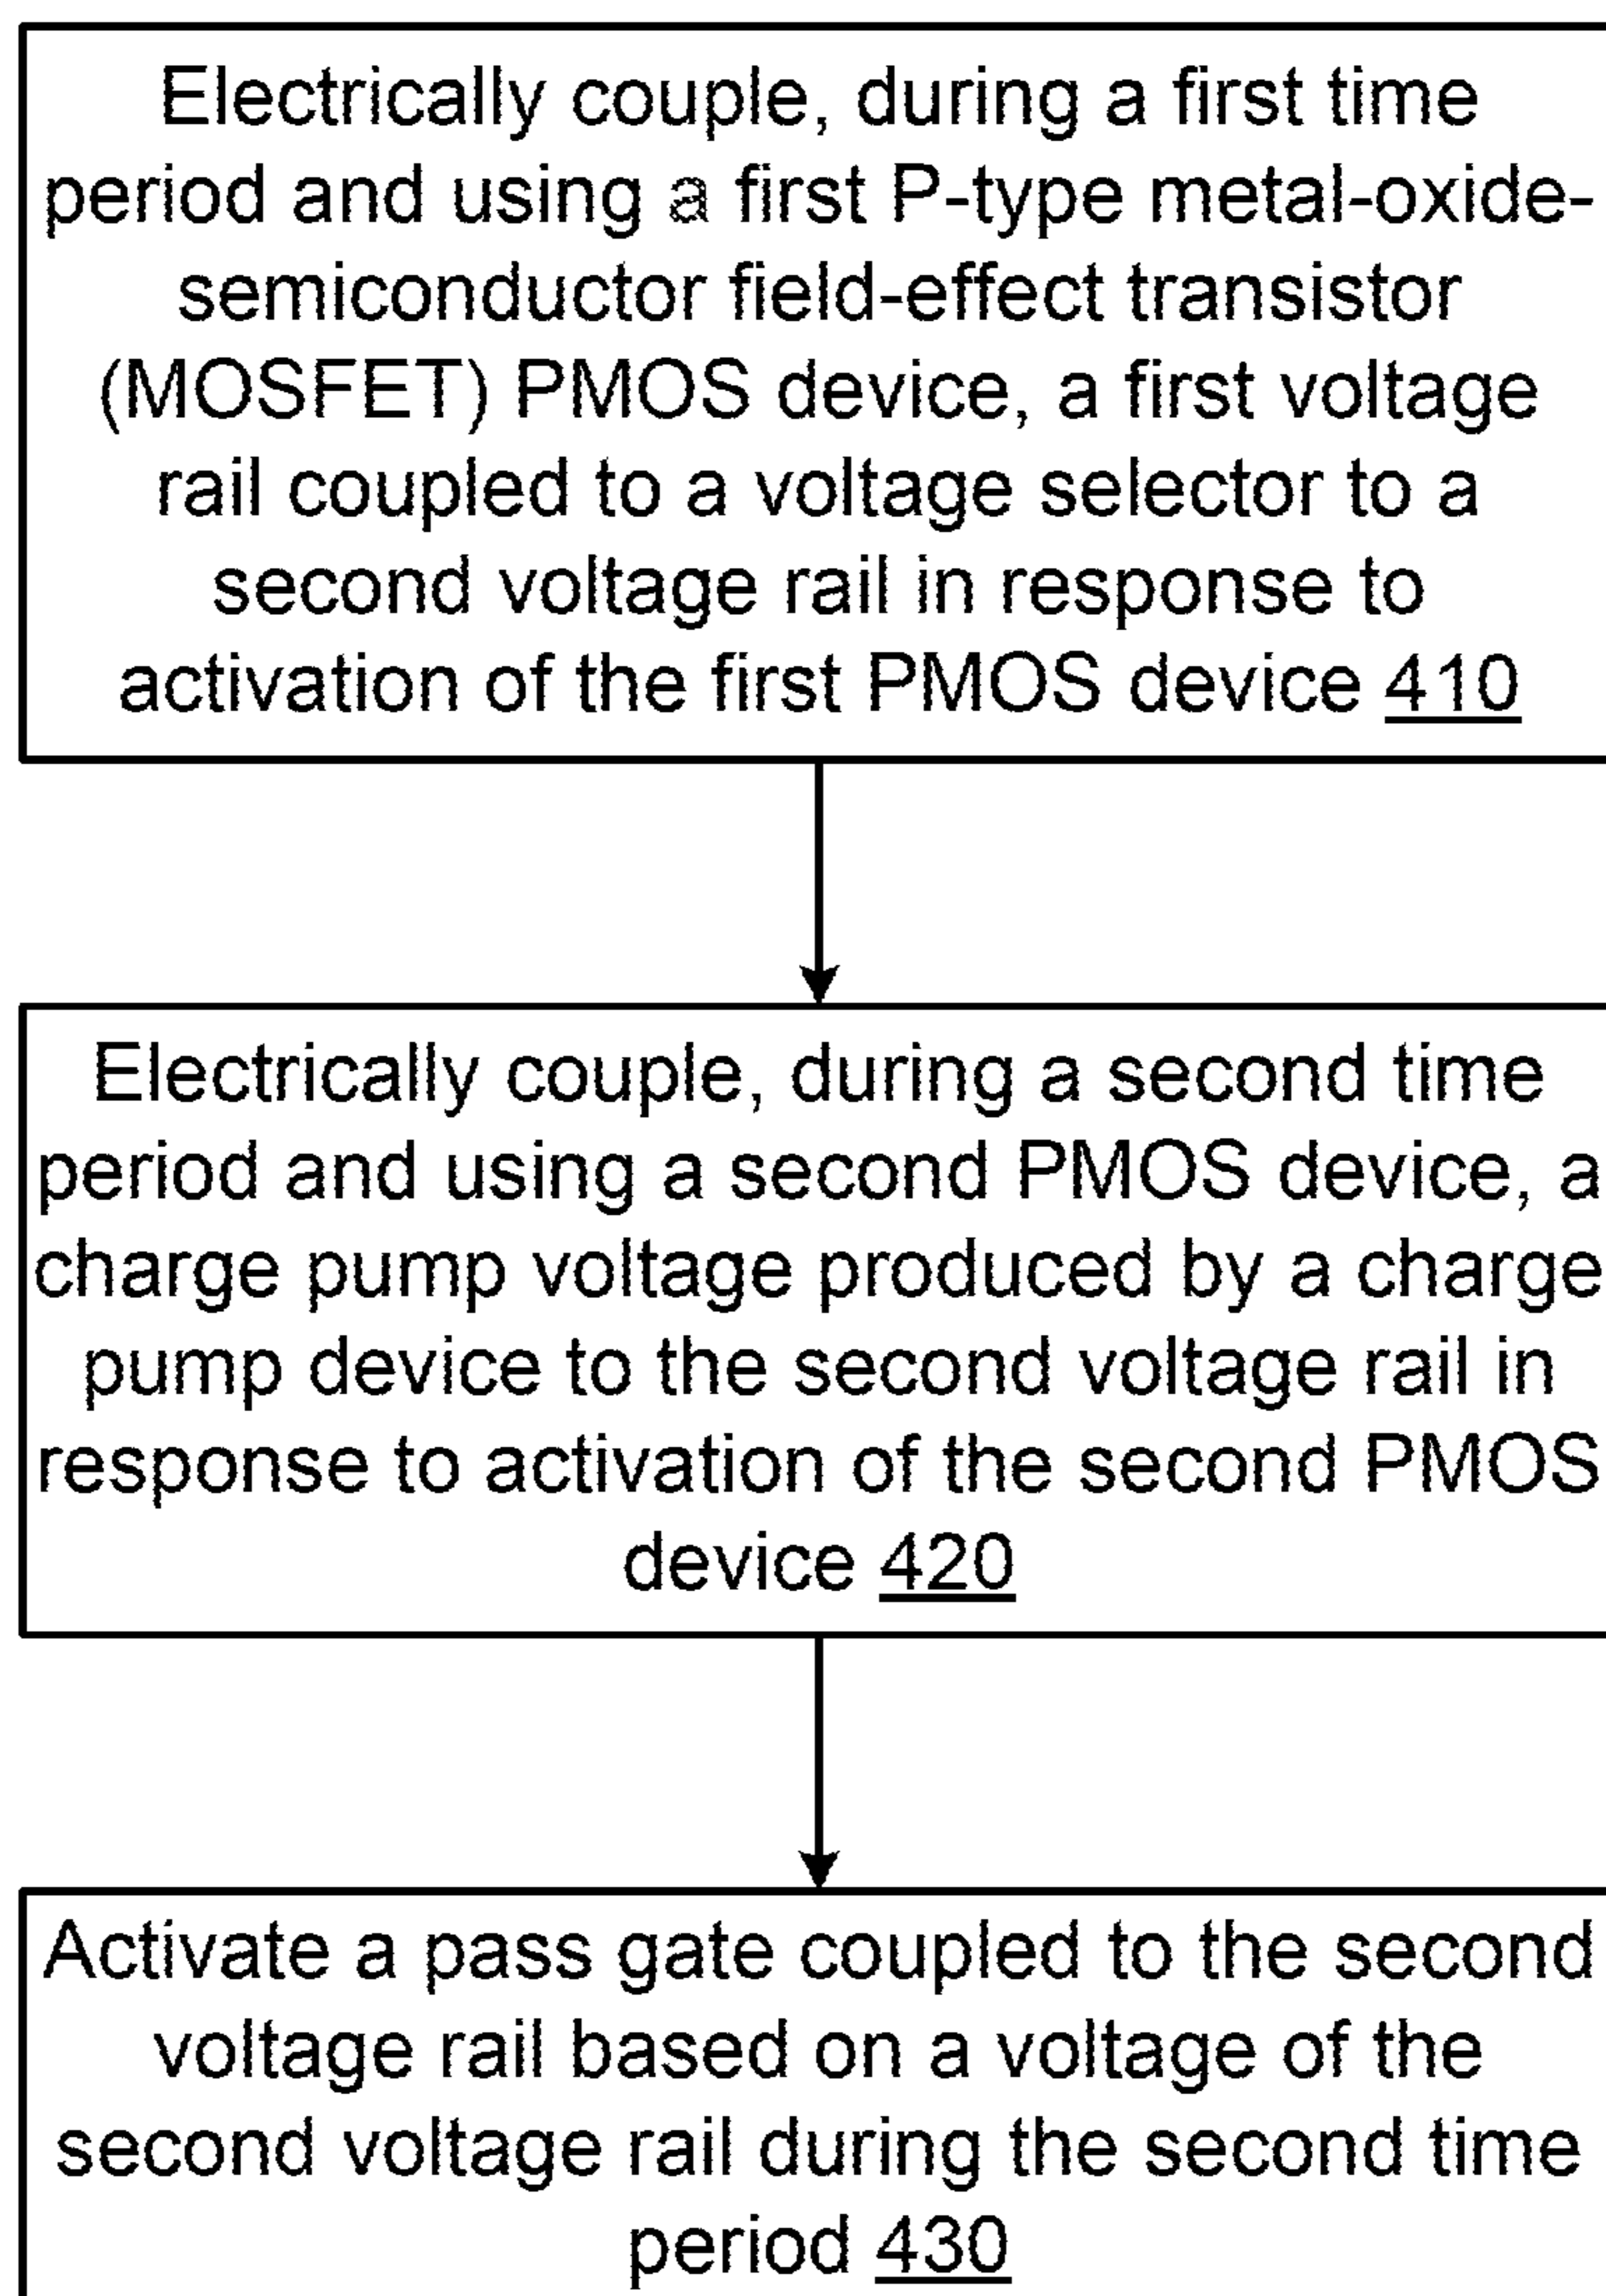 Electrically couple, during a first time
period and using a first P-type metal-oxide-
semiconductor field-effect transistor
(MOSFET) PMOS device, a first voltage
rail coupled to a voltage selector to a
second voltage rail in response to
activation of the first PMOS device 410
Electrically couple, during a second time
period and using a second PMOS device, a
charge pump voltage produced by a charge
pump device to the second voltage rail in
response to activation of the second PMOS
device 420
Activate a pass gate coupled to the second
voltage rail based on a voltage of the
second voltage rail during the second time
period 430